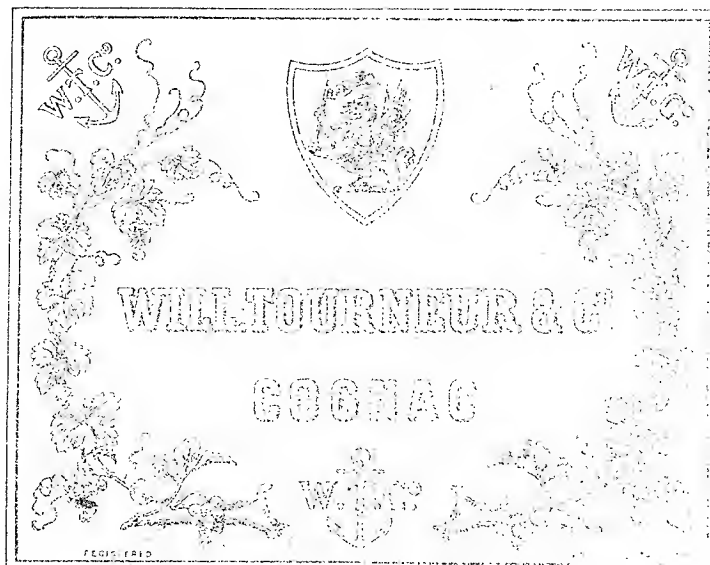 W.T.C°
W.T.C°
WILL.TOURNEUR & C°
COGNAC
W.T.C°
REGISTERED